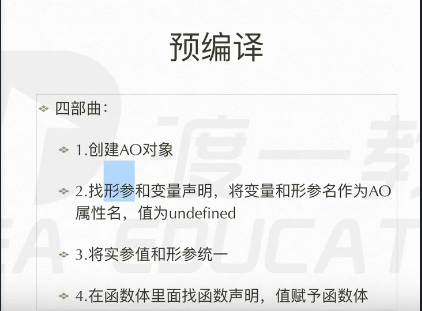 预编译
四部曲：
1.创建AO对象
2.找形参和变量声明，将变量和形参名作为AO
属性名，值为undefined
3.将实参值和形参统一
4.在函数体里面找函数声明，值赋予函数体
渡一教
EA EDUCAT